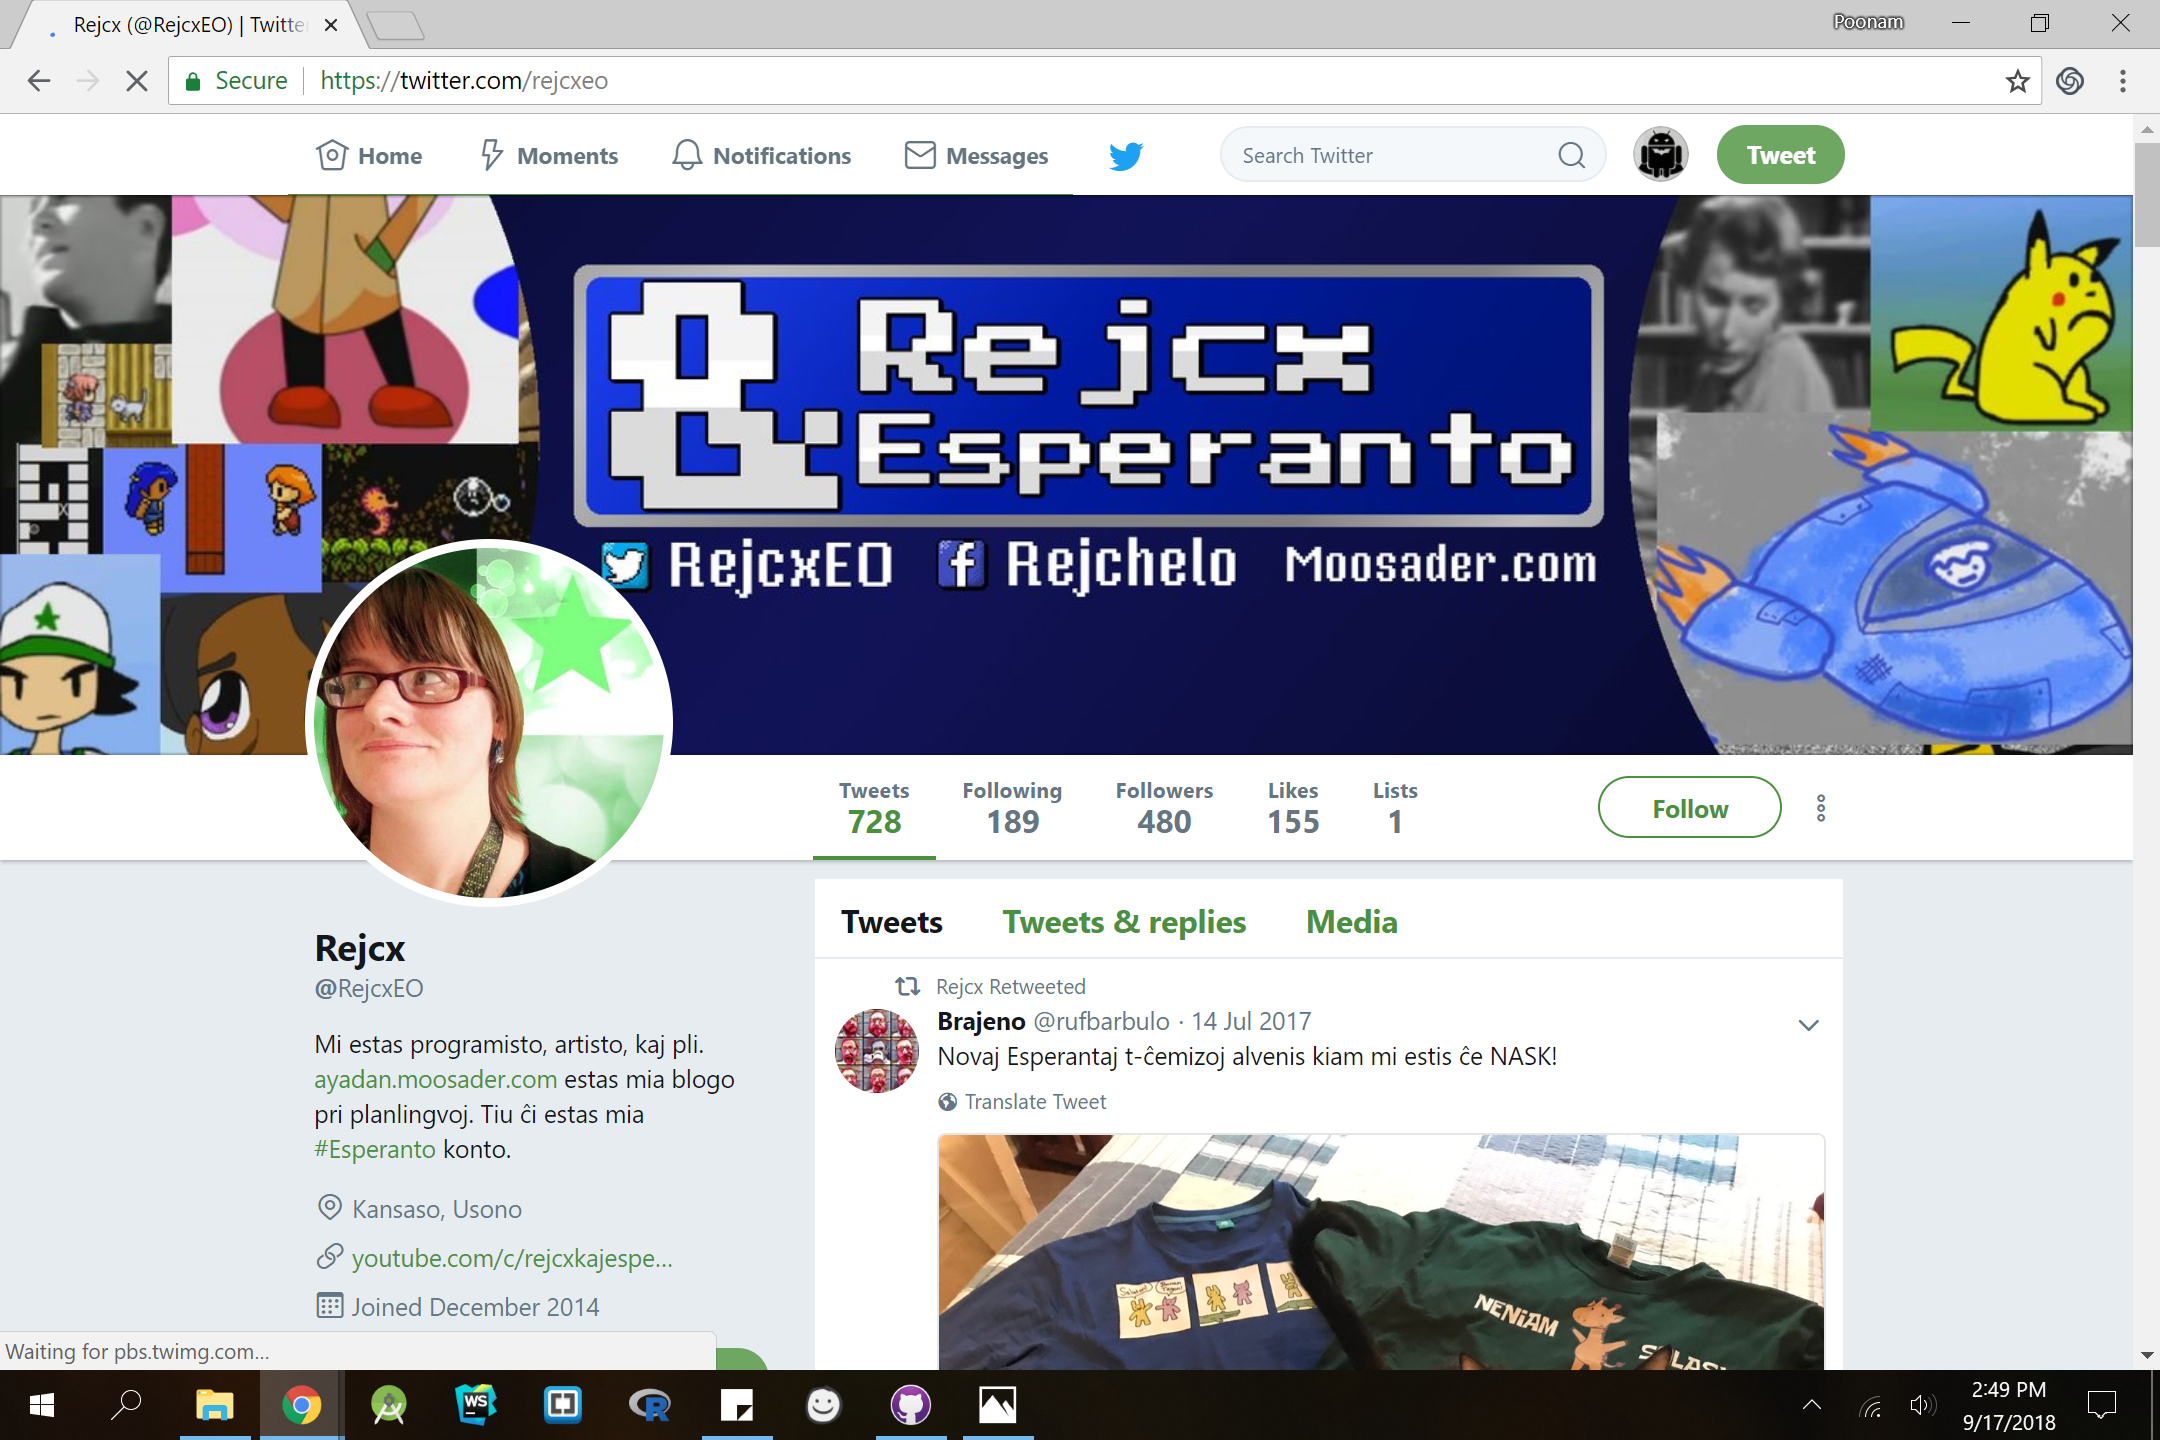 Rejcx (@RejcxEO) | Twitte
Poonam
Secure
https://twitter.com/rejcxeo
Home
Moments
Notifications
Messages
Search Twitter
Tweet
Rejcx
Esperanto
RejcxEO
Rejchelo
Moosader.com
Tweets
728
Following
189
Followers
480
Likes
155
Lists
1
Follow
Rejcx
@RejcxEO
Mi estas programisto, artisto, kaj pli.
ayadan.moosader.com estas mia blogo
pri planlingvoj. Tiu ĉi estas mia
#Esperanto konto.
Kansaso, Usono
youtube.com/c/rejcxkajespe...
Joined December 2014
Tweets
Tweets & replies
Media
Rejcx Retweeted
Brajeno @rufbarbulo · 14 Jul 2017
Novaj Esperantaj t-ĉemizoj alvenis kiam mi estis ĉe NASK!
Translate Tweet
NENIAM
Waiting for pbs.twimg.com...
WS
R
2:49 PM
9/17/2018